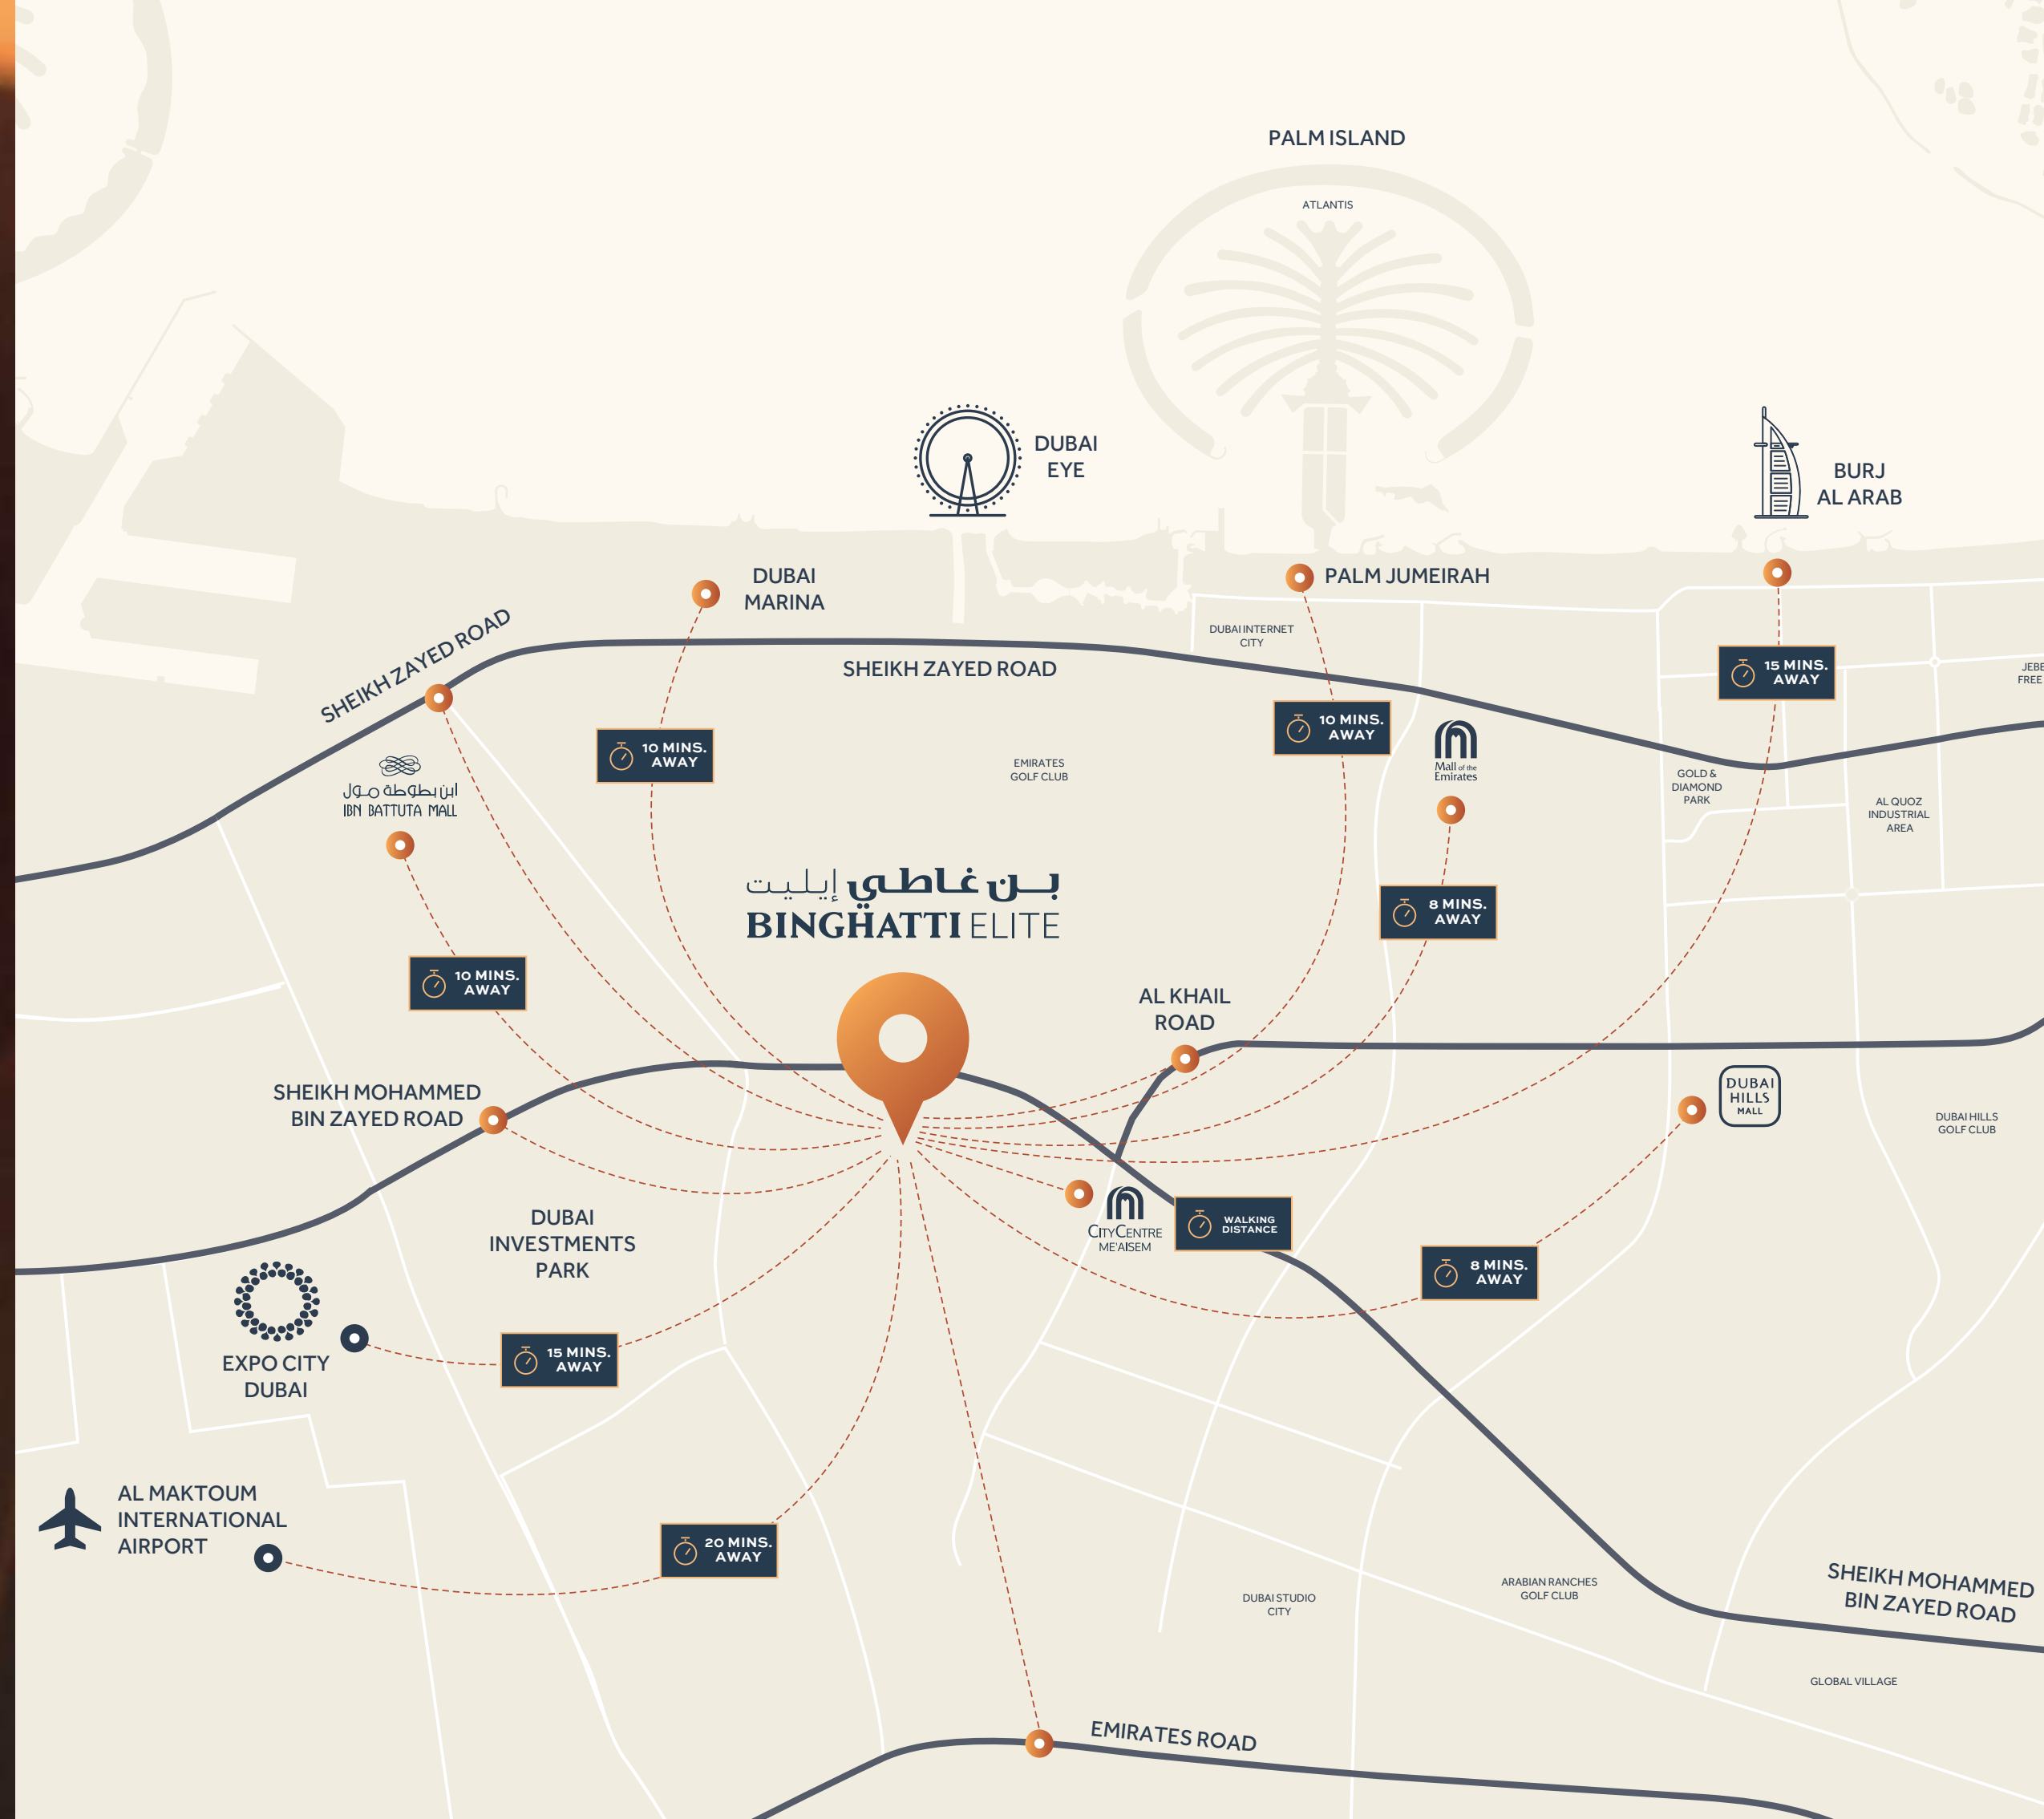 PALM ISLAND
ATLANTIS
DUBAI
EYE
BURJ
AL ARAB
DUBAI
MARINA
PALM JUMEIRAH
SHEIKH ZAYED ROAD
SHEIKH ZAYED ROAD
DUBAI INTERNET
CITY
15 MINS.
AWAY
JEBE
FREE
10 MINS.
AWAY
10 MINS.
AWAY
Mall of the
Emirates
EMIRATES
GOLF CLUB
GOLD &
DIAMOND
PARK
AL QUOZ
INDUSTRIAL
AREA
ابن بطوطة مول
IBN BATTUTA MALL
بن غاطي إيليت
BINGHATTI ELITE
8 MINS.
AWAY
10 MINS.
AWAY
AL KHAIL
ROAD
SHEIKH MOHAMMED
BIN ZAYED ROAD
DUBAI
HILLS
MALL
DUBAI HILLS
GOLF CLUB
DUBAI
INVESTMENTS
PARK
CITY CENTRE
ME'AISEM
WALKING
DISTANCE
8 MINS.
AWAY
EXPO CITY
DUBAI
15 MINS.
AWAY
AL MAKTOUM
INTERNATIONAL
AIRPORT
20 MINS.
AWAY
DUBAI STUDIO
CITY
ARABIAN RANCHES
GOLF CLUB
SHEIKH MOHAMMED
BIN ZAYED ROAD
GLOBAL VILLAGE
EMIRATES ROAD